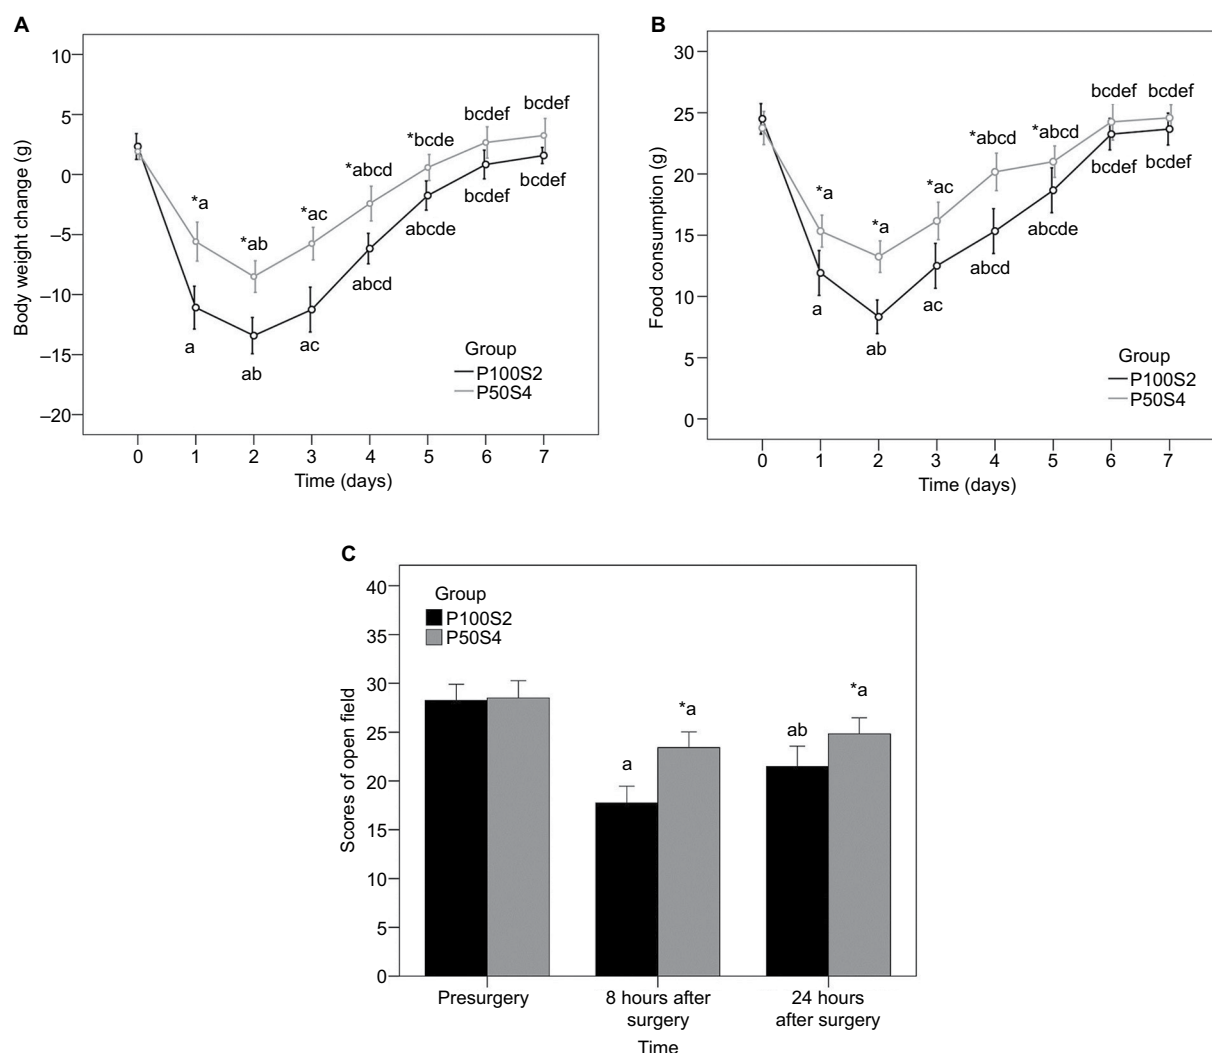 A
Body weight change (g)
10
5
0
–5
–10
–15
–20
*a
*ab
*ac
*abcd
*bcde
bcdef
bcdef
a
ab
ac
abcd
abcde
bcdef
bcdef
Group
P100S2
P50S4
0 1 2 3 4 5 6 7
Time (days)
B
Food consumption (g)
30
25
20
15
10
5
0
*a
*a
*ac
*abcd
*abcd
bcdef
bcdef
a
ab
ac
abcd
abcde
bcdef
bcdef
Group
P100S2
P50S4
0 1 2 3 4 5 6 7
Time (days)
C
Scores of open field
40
35
30
25
20
15
10
5
0
Group
P100S2
P50S4
a
*a
ab
*a
Presurgery
8 hours after
surgery
24 hours
after surgery
Time